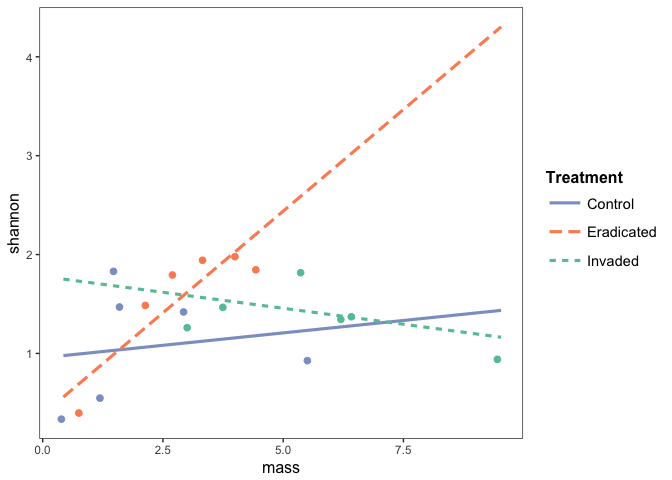 4
3
2
1
shannon
0.0 2.5 5.0 7.5
mass
Treatment
Control
Eradicated
Invaded